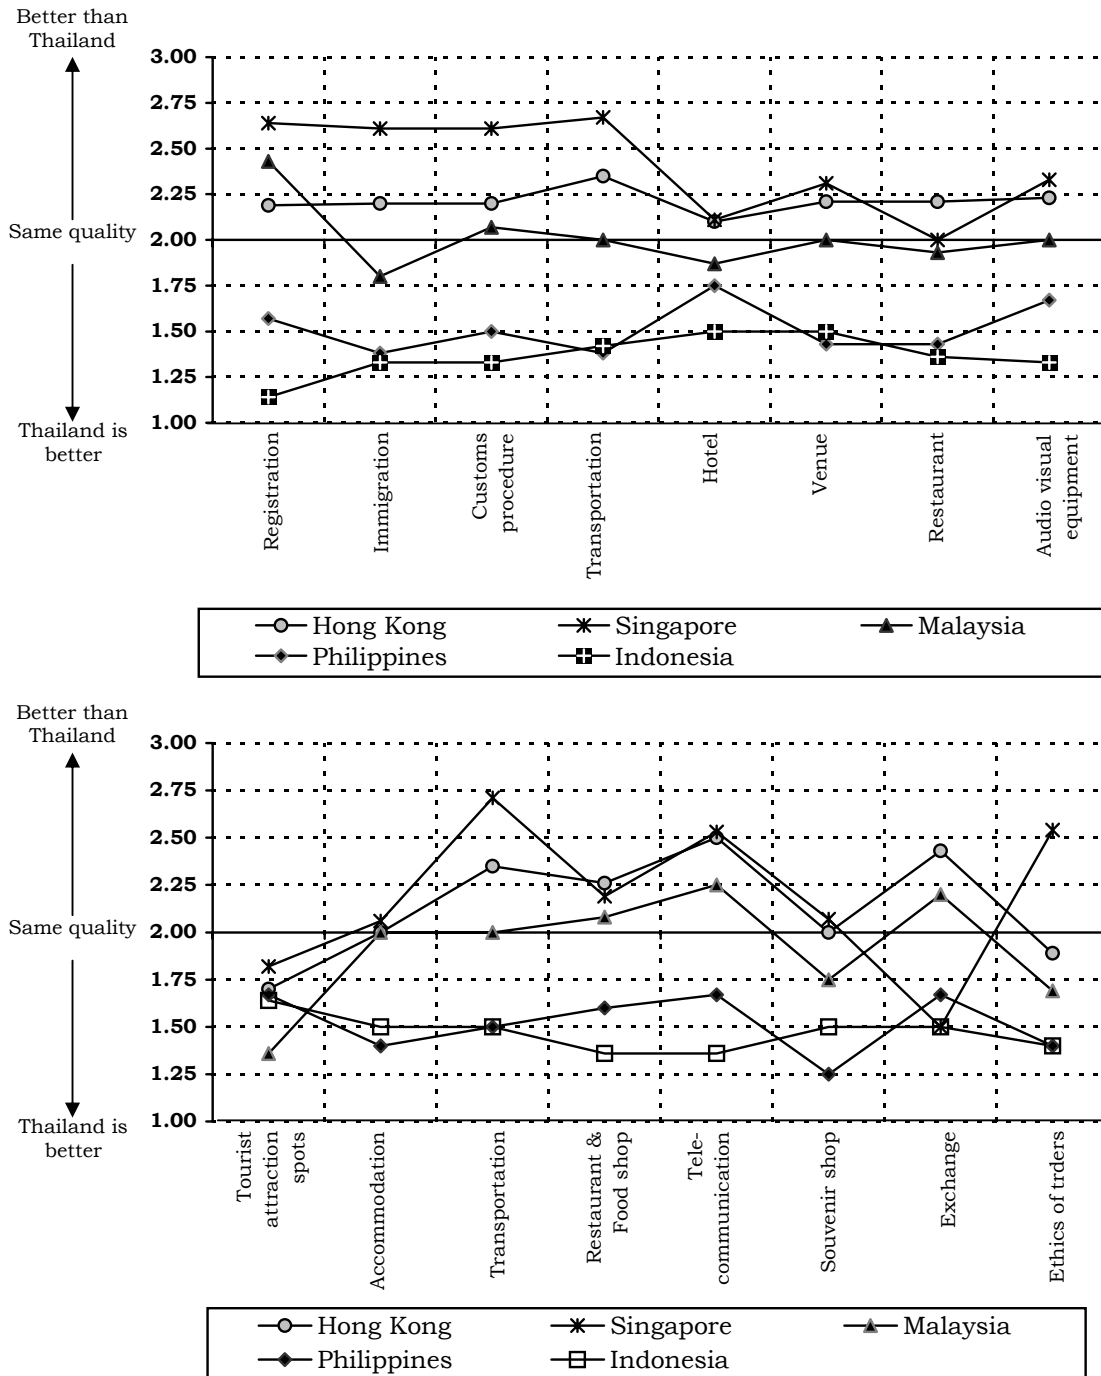 Better than
Thailand
3.00
2.75
2.50
2.25
Same quality
2.00
1.75
1.50
1.25
1.00
Thailand is
better
Registration
Immigration
Customs
procedure
Transportation
Hotel
Venue
Restaurant
Audio visual
equipment
Hong Kong
Singapore
Malaysia
Philippines
Indonesia
Better than
Thailand
3.00
2.75
2.50
2.25
Same quality
2.00
1.75
1.50
1.25
1.00
Thailand is
better
Tourist
attraction
spots
Accommodation
Transportation
Restaurant &
Food shop
Tele-
communication
Souvenir shop
Exchange
Ethics of trders
Hong Kong
Singapore
Malaysia
Philippines
Indonesia